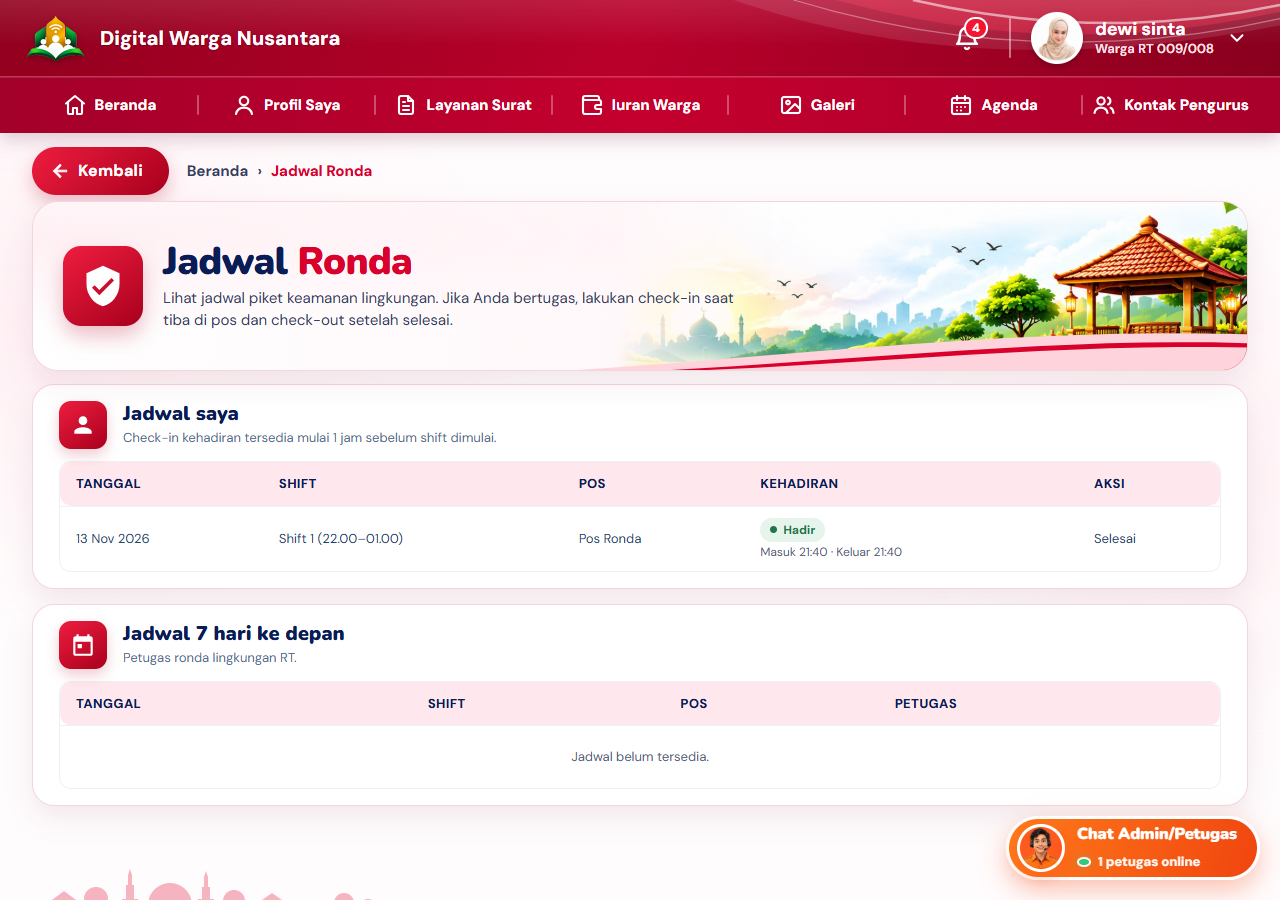 Digital Warga Nusantara
4
dewi sinta
Warga RT 009/008
Beranda
Profil Saya
Layanan Surat
Iuran Warga
Galeri
Agenda
Kontak Pengurus
Kembali
Beranda › Jadwal Ronda
Jadwal Ronda
Lihat jadwal piket keamanan lingkungan. Jika Anda bertugas, lakukan check-in saat
tiba di pos dan check-out setelah selesai.
Jadwal saya
Check-in kehadiran tersedia mulai 1 jam sebelum shift dimulai.
TANGGAL SHIFT POS KEHADIRAN AKSI
13 Nov 2026 Shift 1 (22.00–01.00) Pos Ronda Hadir Selesai
Masuk 21:40 · Keluar 21:40
Jadwal 7 hari ke depan
Petugas ronda lingkungan RT.
TANGGAL SHIFT POS PETUGAS
Jadwal belum tersedia.
Chat Admin/Petugas
1 petugas online